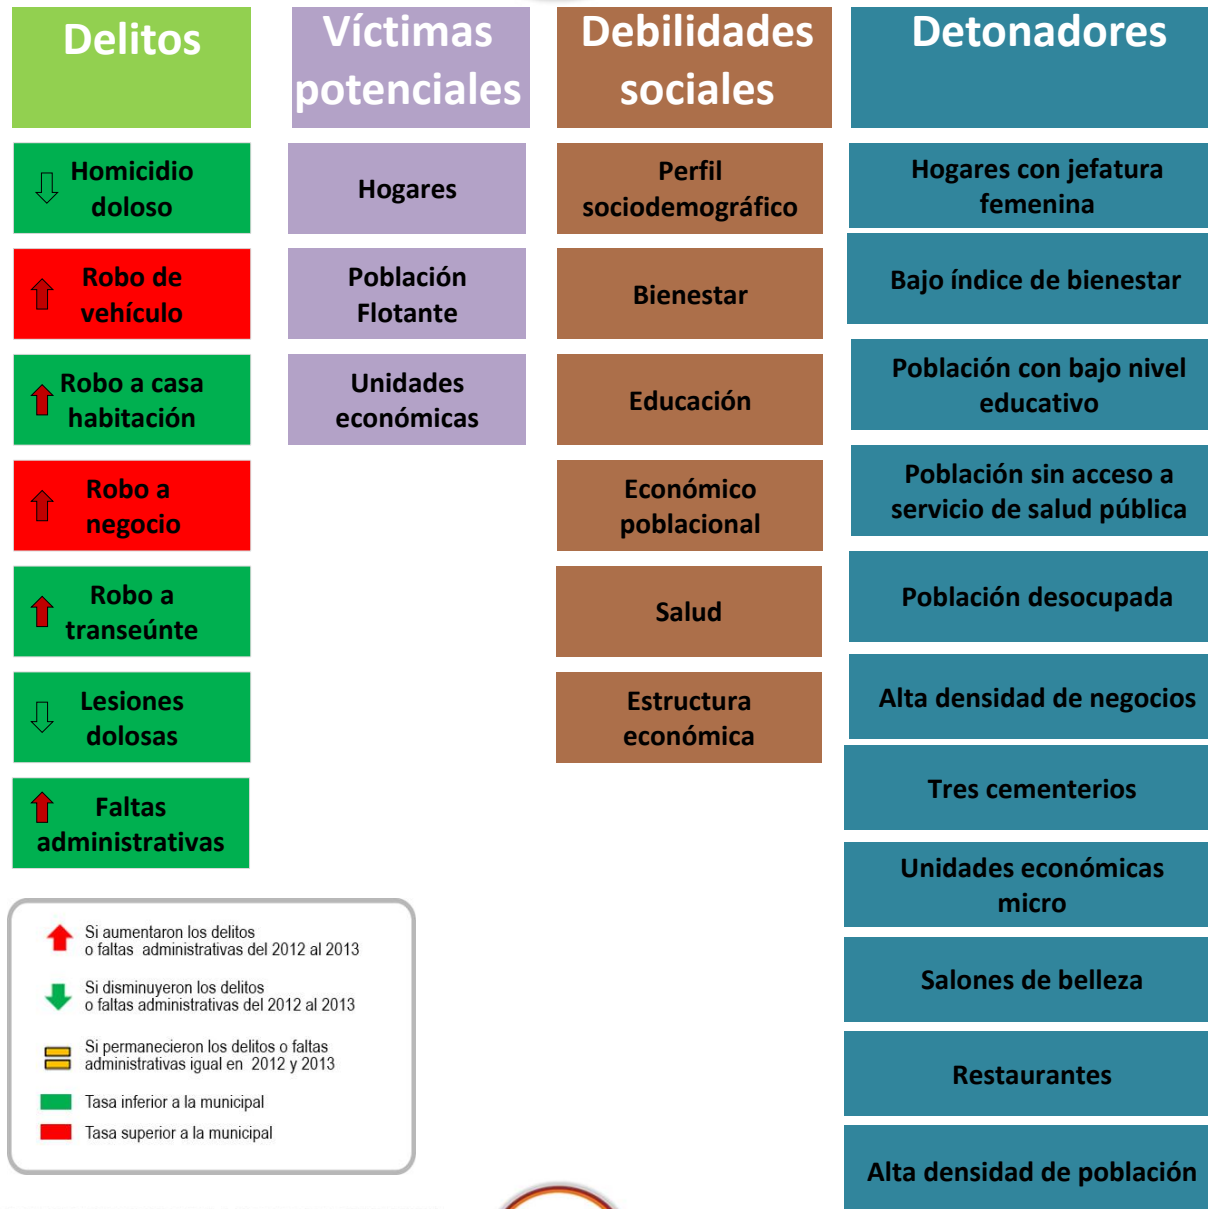 Delitos
Víctimas
potenciales
Debilidades
sociales
Detonadores
Homicidio
doloso
Robo de
vehículo
Robo a casa
habitación
Robo a
negocio
Robo a
transeúnte
Lesiones
dolosas
Faltas
administrativas
Hogares
Población
Flotante
Unidades
económicas
Perfil
sociodemográfico
Bienestar
Educación
Económico
poblacional
Salud
Estructura
económica
Hogares con jefatura
femenina
Bajo índice de bienestar
Población con bajo nivel
educativo
Población sin acceso a
servicio de salud pública
Población desocupada
Alta densidad de negocios
Tres cementerios
Unidades económicas
micro
Salones de belleza
Restaurantes
Alta densidad de población
Si aumentaron los delitos
o faltas administrativas del 2012 al 2013
Si disminuyeron los delitos
o faltas administrativas del 2012 al 2013
Si permanecieron los delitos o faltas
administrativas igual en 2012 y 2013
Tasa inferior a la municipal
Tasa superior a la municipal